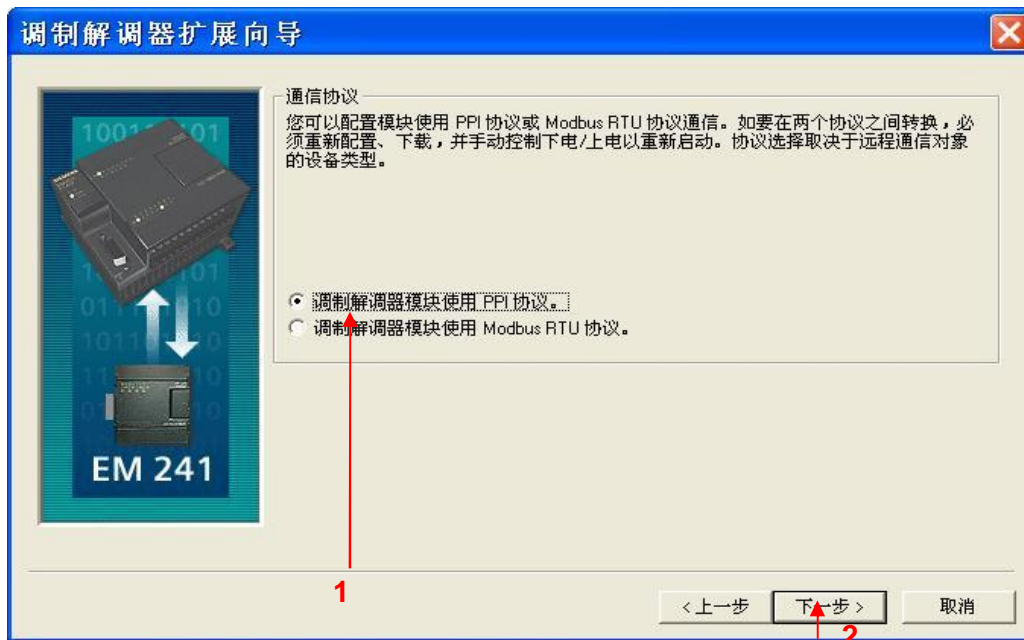 调制解调器扩展向导
通信协议
您可以配置模块使用 PPI 协议或 Modbus RTU 协议通信。如要在两个协议之间转换，必
须重新配置、下载，并手动控制下电/上电以重新启动。协议选择取决于远程通信对象
的设备类型。
调制解调器模块使用 PPI 协议。
调制解调器模块使用 Modbus RTU 协议。
EM 241
1
<上一步
下一步>
取消
2